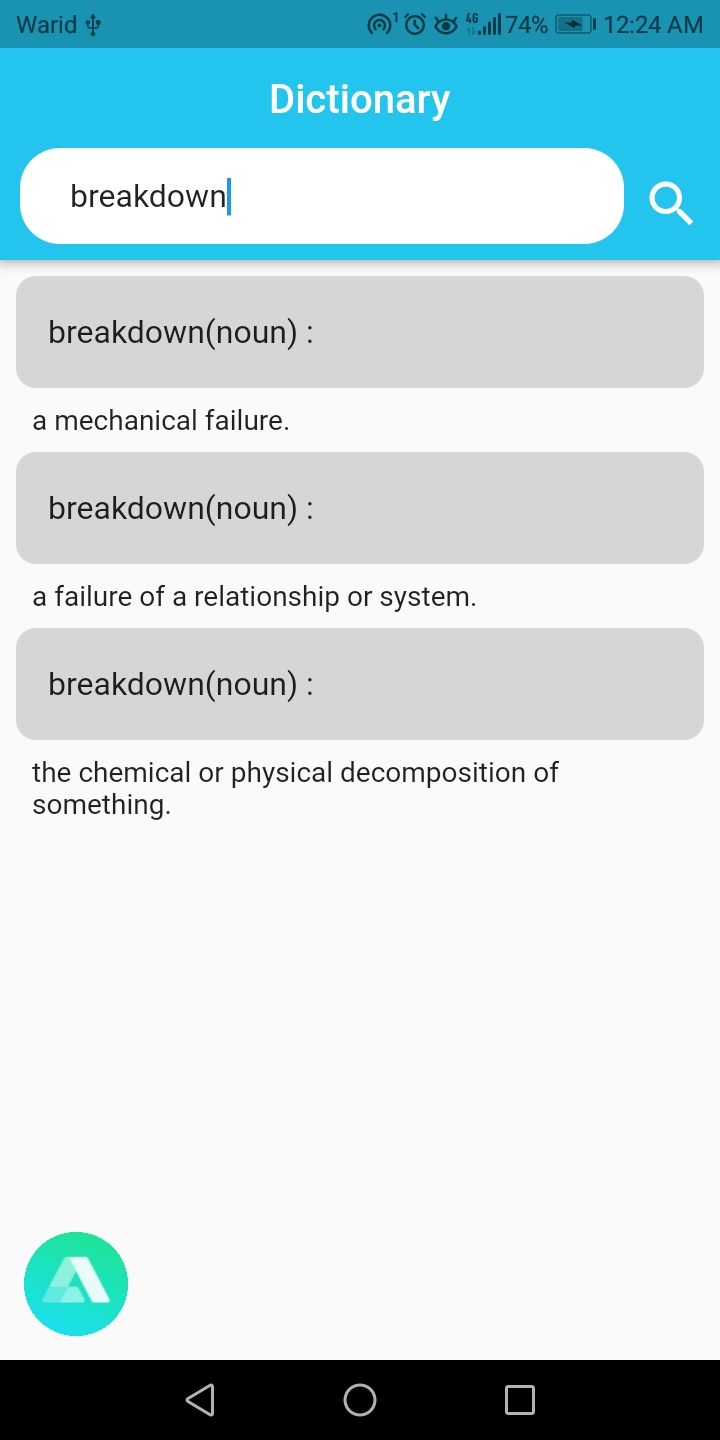 Warid 1 4G 74% 12:24 AM
Dictionary
breakdown
breakdown(noun) :
a mechanical failure.
breakdown(noun) :
a failure of a relationship or system.
breakdown(noun) :
the chemical or physical decomposition of
something.